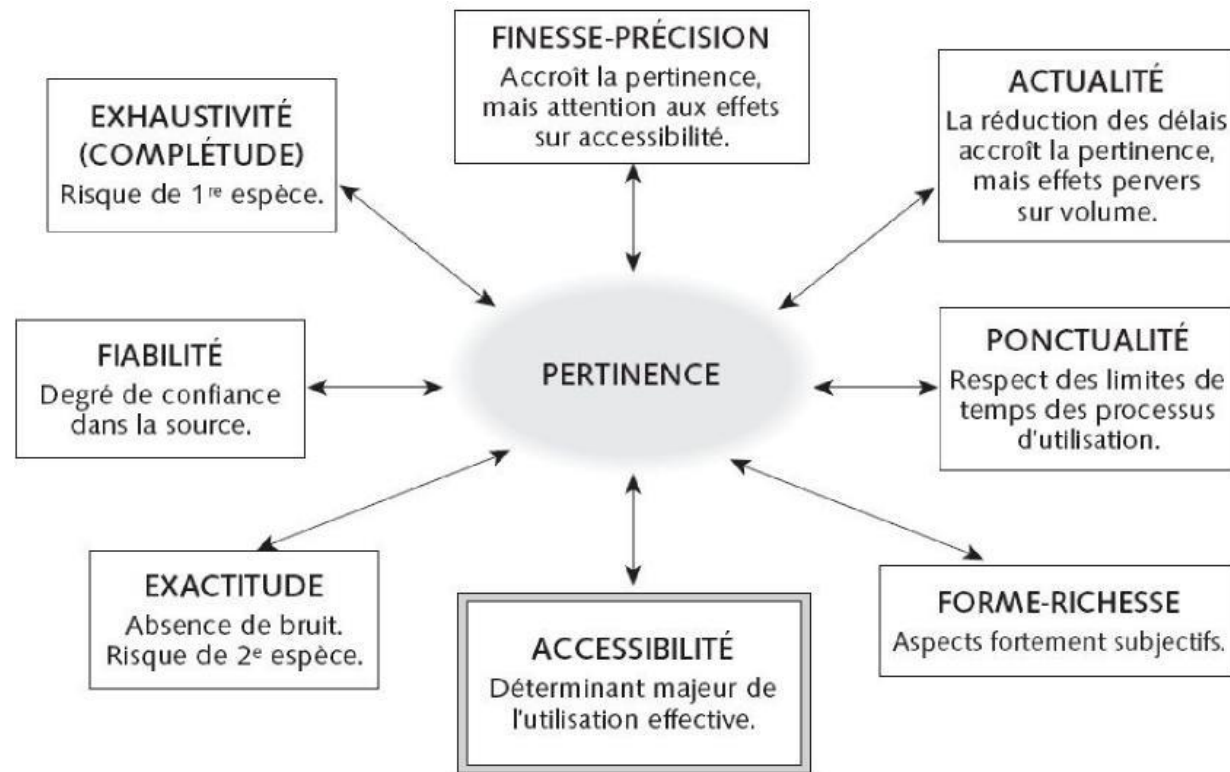 FINESSE-PRÉCISION
Accroît la pertinence,
mais attention aux effets
sur accessibilité.
EXHAUSTIVITÉ
(COMPLÉTUDE)
Risque de 1re espèce.
ACTUALITÉ
La réduction des délais
accroît la pertinence,
mais effets pervers
sur volume.
FIABILITÉ
Degré de confiance
dans la source.
PERTINENCE
PONCTUALITÉ
Respect des limites de
temps des processus
d'utilisation.
EXACTITUDE
Absence de bruit.
Risque de 2e espèce.
ACCESSIBILITÉ
Déterminant majeur de
l'utilisation effective.
FORME-RICHESSE
Aspects fortement subjectifs.